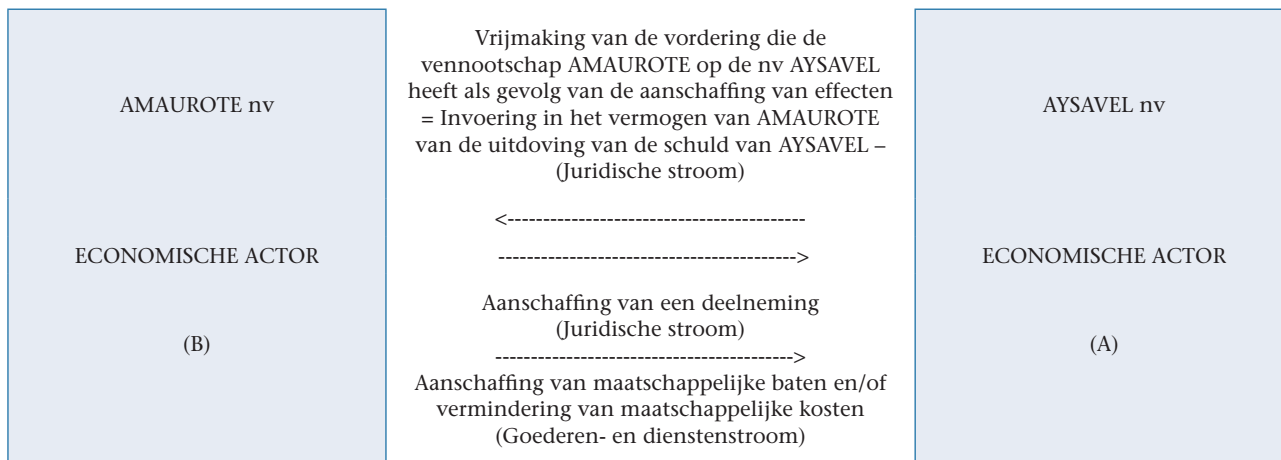 AMAUROTE nv
ECONOMISCHE ACTOR
(B)
Vrijmaking van de vordering die de
vennootschap AMAUROTE op de nv AYSAVEL
heeft als gevolg van de aanschaffing van effecten
= Invoering in het vermogen van AMAUROTE
van de uitdoving van de schuld van AYSAVEL –
(Juridische stroom)
<------------------------------------------
------------------------------------------>
Aanschaffing van een deelneming
(Juridische stroom)
------------------------------------------>
Aanschaffing van maatschappelijke baten en/of
vermindering van maatschappelijke kosten
(Goederen- en dienstenstroom)
AYSAVEL nv
ECONOMISCHE ACTOR
(A)